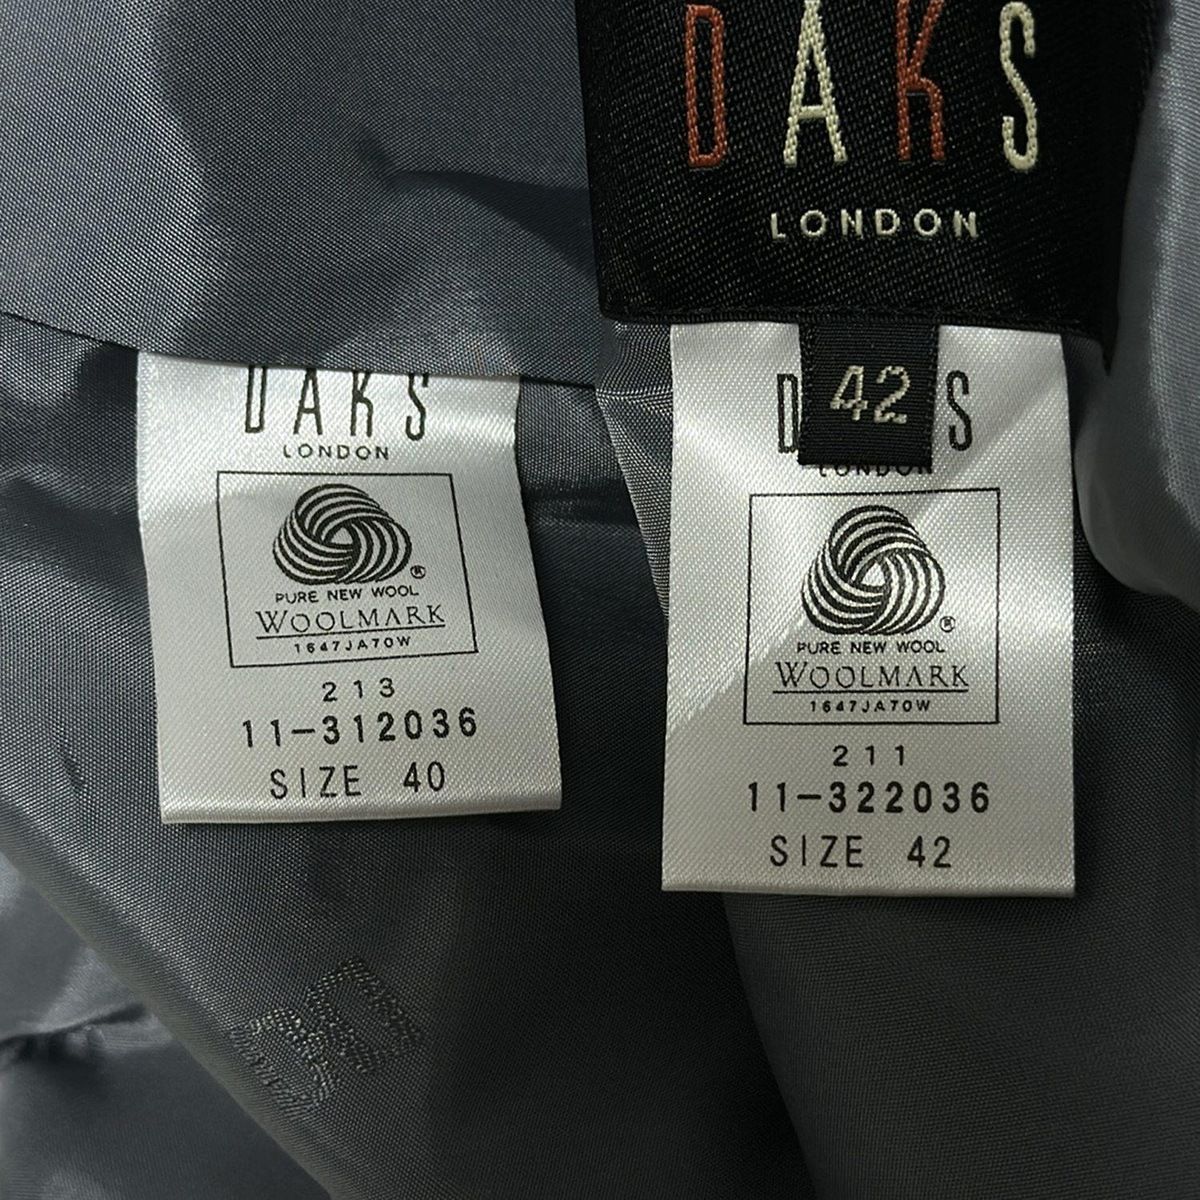 DAKS
LONDON
DAKS
LONDON
®
PURE NEW WOOL
WOOLMARK
1647JA70W
213
11-312036
SIZE 40
42
D S
LONDON
®
PURE NEW WOOL
WOOLMARK
1647JA70W
211
11-322036
SIZE 42